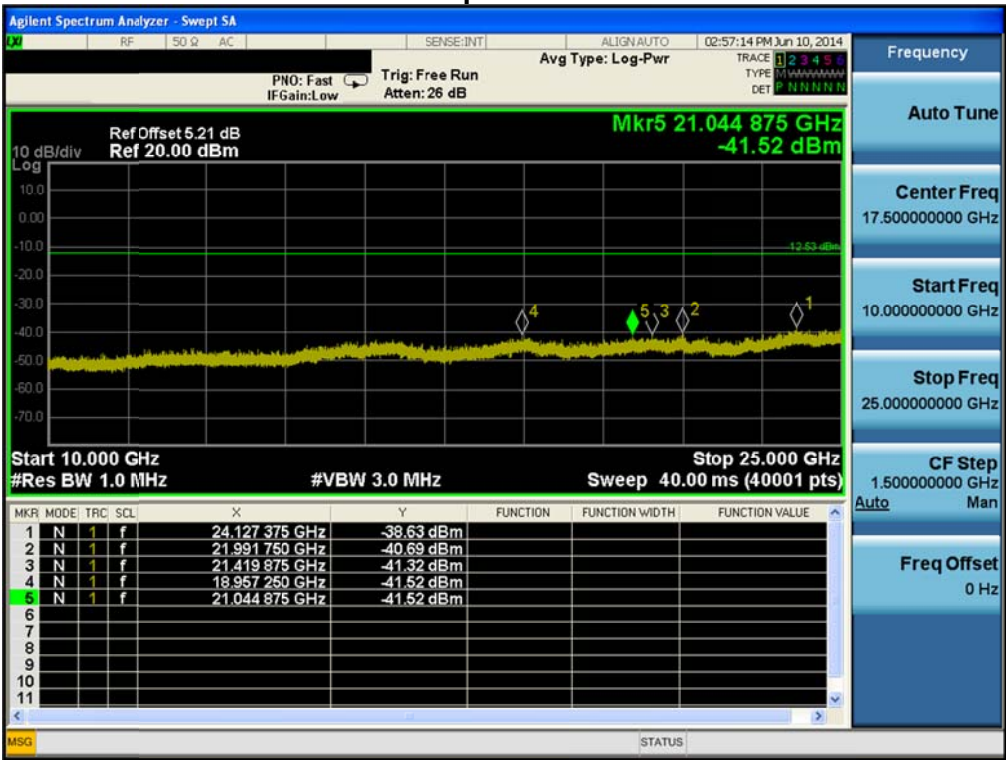 Agilent Spectrum Analyzer - Swept SA
RF 50 Ω AC SENSE:INT ALIGN AUTO 02:57:14 PM Jun 10, 2014
Avg Type: Log-Pwr TRACE 1 2 3 4 5 6
PNO: Fast Trig: Free Run TYPE M WWWWW
IFGain:Low Atten: 26 dB DET P N N N N N
Mkr5 21.044 875 GHz
Ref Offset 5.21 dB
10 dB/div Ref 20.00 dBm -41.52 dBm
Log
10.0
0.00
-10.0
-12.53 dBm
-20.0
-30.0
4 5 3 2 1
-40.0
-50.0
-60.0
-70.0
Start 10.000 GHz Stop 25.000 GHz
#Res BW 1.0 MHz #VBW 3.0 MHz Sweep 40.00 ms (40001 pts)
MKR MODE TRC SCL X Y FUNCTION FUNCTION WIDTH FUNCTION VALUE
1 N 1 f 24.127 375 GHz -38.63 dBm
2 N 1 f 21.991 750 GHz -40.69 dBm
3 N 1 f 21.419 875 GHz -41.32 dBm
4 N 1 f 18.957 250 GHz -41.52 dBm
5 N 1 f 21.044 875 GHz -41.52 dBm
6
7
8
9
10
11
MSG STATUS
Frequency
Auto Tune
Center Freq
17.500000000 GHz
Start Freq
10.000000000 GHz
Stop Freq
25.000000000 GHz
CF Step
1.500000000 GHz
Auto Man
Freq Offset
0 Hz